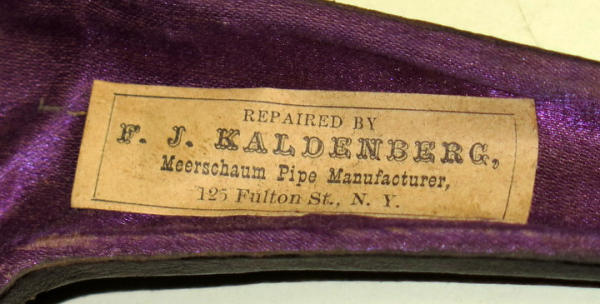 REPAIRED BY
F. J. KALDENBERG,
Meerschaum Pipe Manufacturer,
125 Fulton St., N. Y.